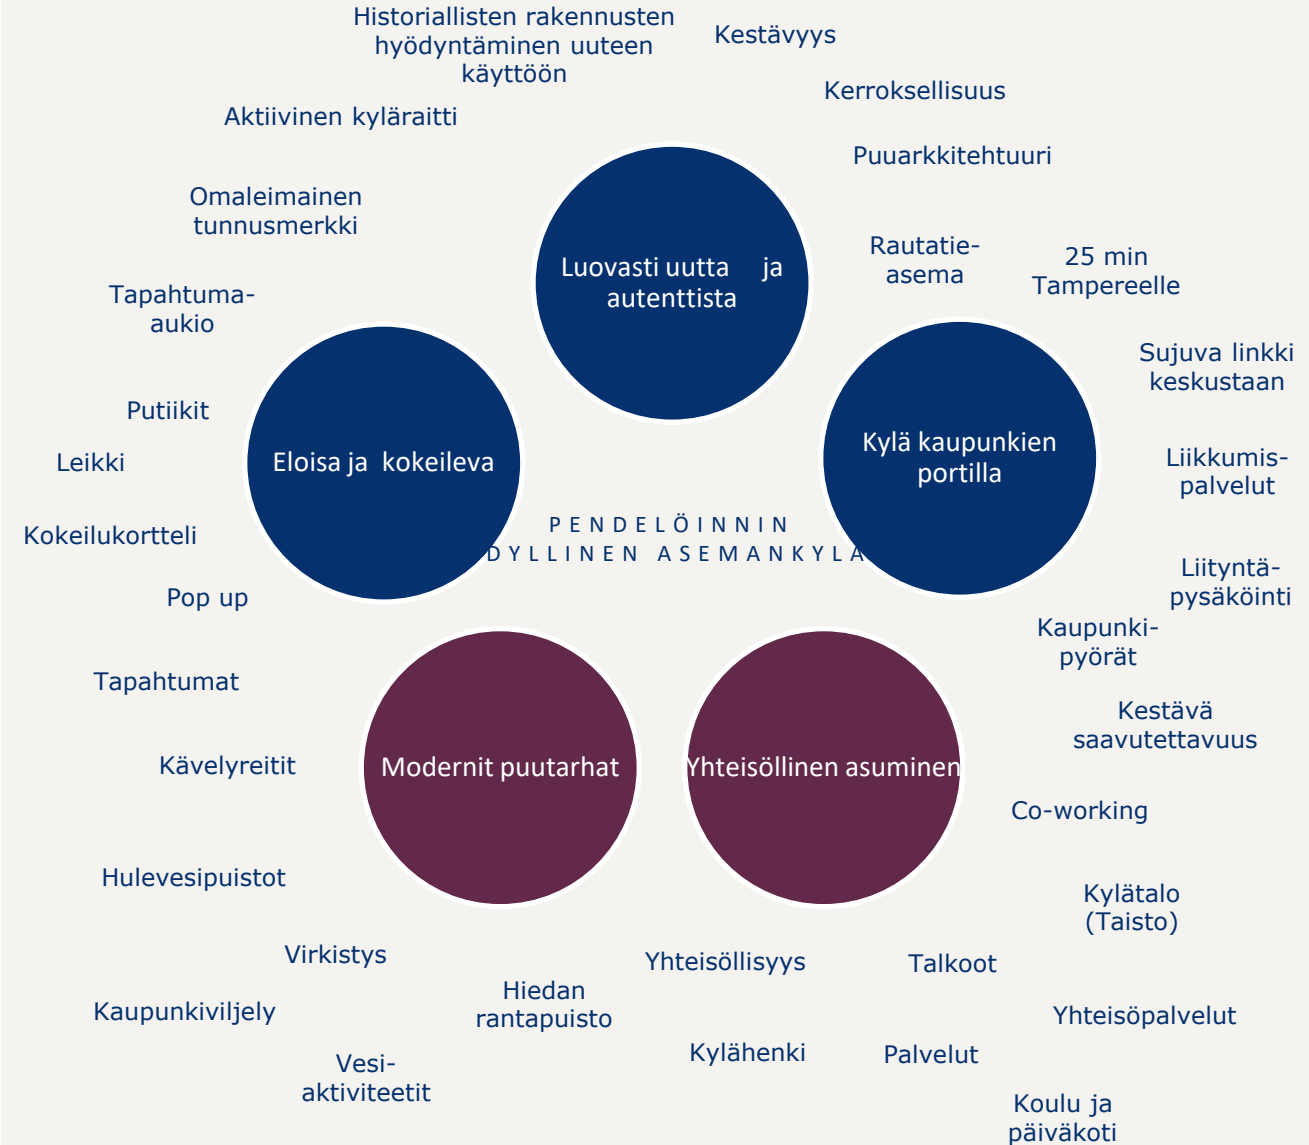 Historiallisten rakennusten
hyödyntäminen uuteen
käyttöön
Kestävyys
Kerroksellisuus
Aktiivinen kyläraitti
Puuarkkitehtuuri
Omaleimainen
tunnusmerkki
Luovasti uutta ja
autenttista
Rautatie-
asema
25 min
Tampereelle
Tapahtuma-
aukio
Sujuva linkki
keskustaan
Putiikit
Leikki
Eloisa ja kokeileva
Kylä kaupunkien
portilla
Liikkumis-
palvelut
Kokeilukortteli
PENDELÖINNIN
DYLLINEN ASEMANKYLÄ
Liityntä-
pysäköinti
Pop up
Kaupunki-
pyörät
Tapahtumat
Kestävä
saavutettavuus
Kävelyreitit
Modernit puutarhat
Yhteisöllinen asuminen
Co-working
Hulevesipuistot
Kylätalo
(Taisto)
Virkistys
Yhteisöllisyys
Talkoot
Kaupunkiviljely
Hiedan
rantapuisto
Yhteisöpalvelut
Vesi-
aktiviteetit
Kylähenki
Palvelut
Koulu ja
päiväkoti